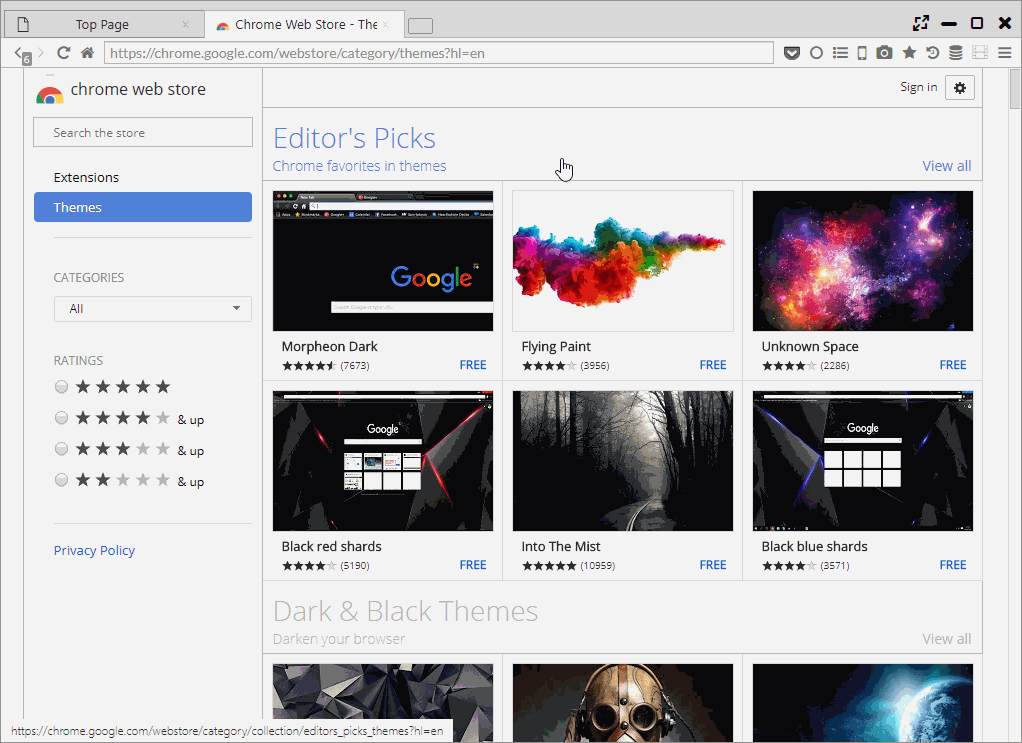 Top Page
Chrome Web Store - The
6
https://chrome.google.com/webstore/category/themes?hl=en
chrome web store
Sign in
Search the store
Extensions
Themes
CATEGORIES
All
RATINGS
& up
& up
& up
Privacy Policy
Editor's Picks
Chrome favorites in themes
View all
Google
Morpheon Dark
(7673)
FREE
Flying Paint
(3956)
FREE
Unknown Space
(2286)
FREE
Google
Black red shards
(5190)
FREE
Into The Mist
(10959)
FREE
Google
Black blue shards
(3571)
FREE
Dark & Black Themes
Darken your browser
View all
https://chrome.google.com/webstore/category/collection/editors_picks_themes?hl=en